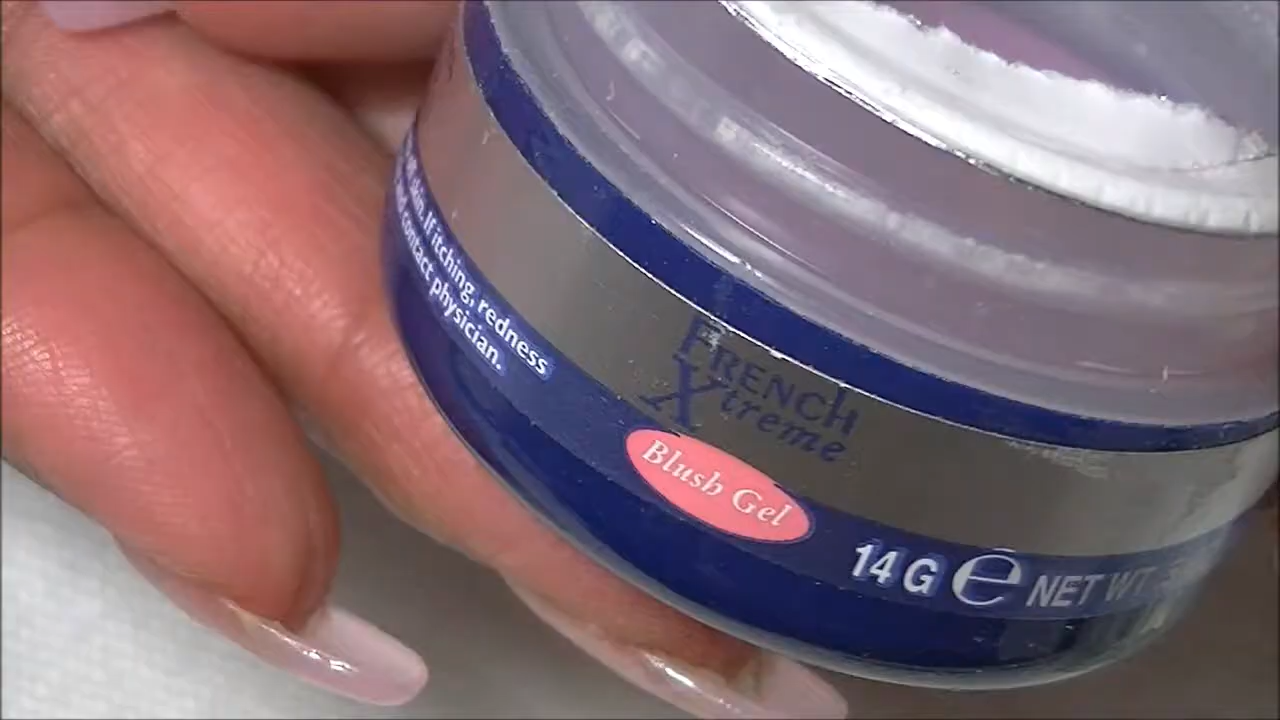 skin. If itching, redness
contact physician.
FRENCH
Xtreme
Blush Gel
14 G ℮ NET WT